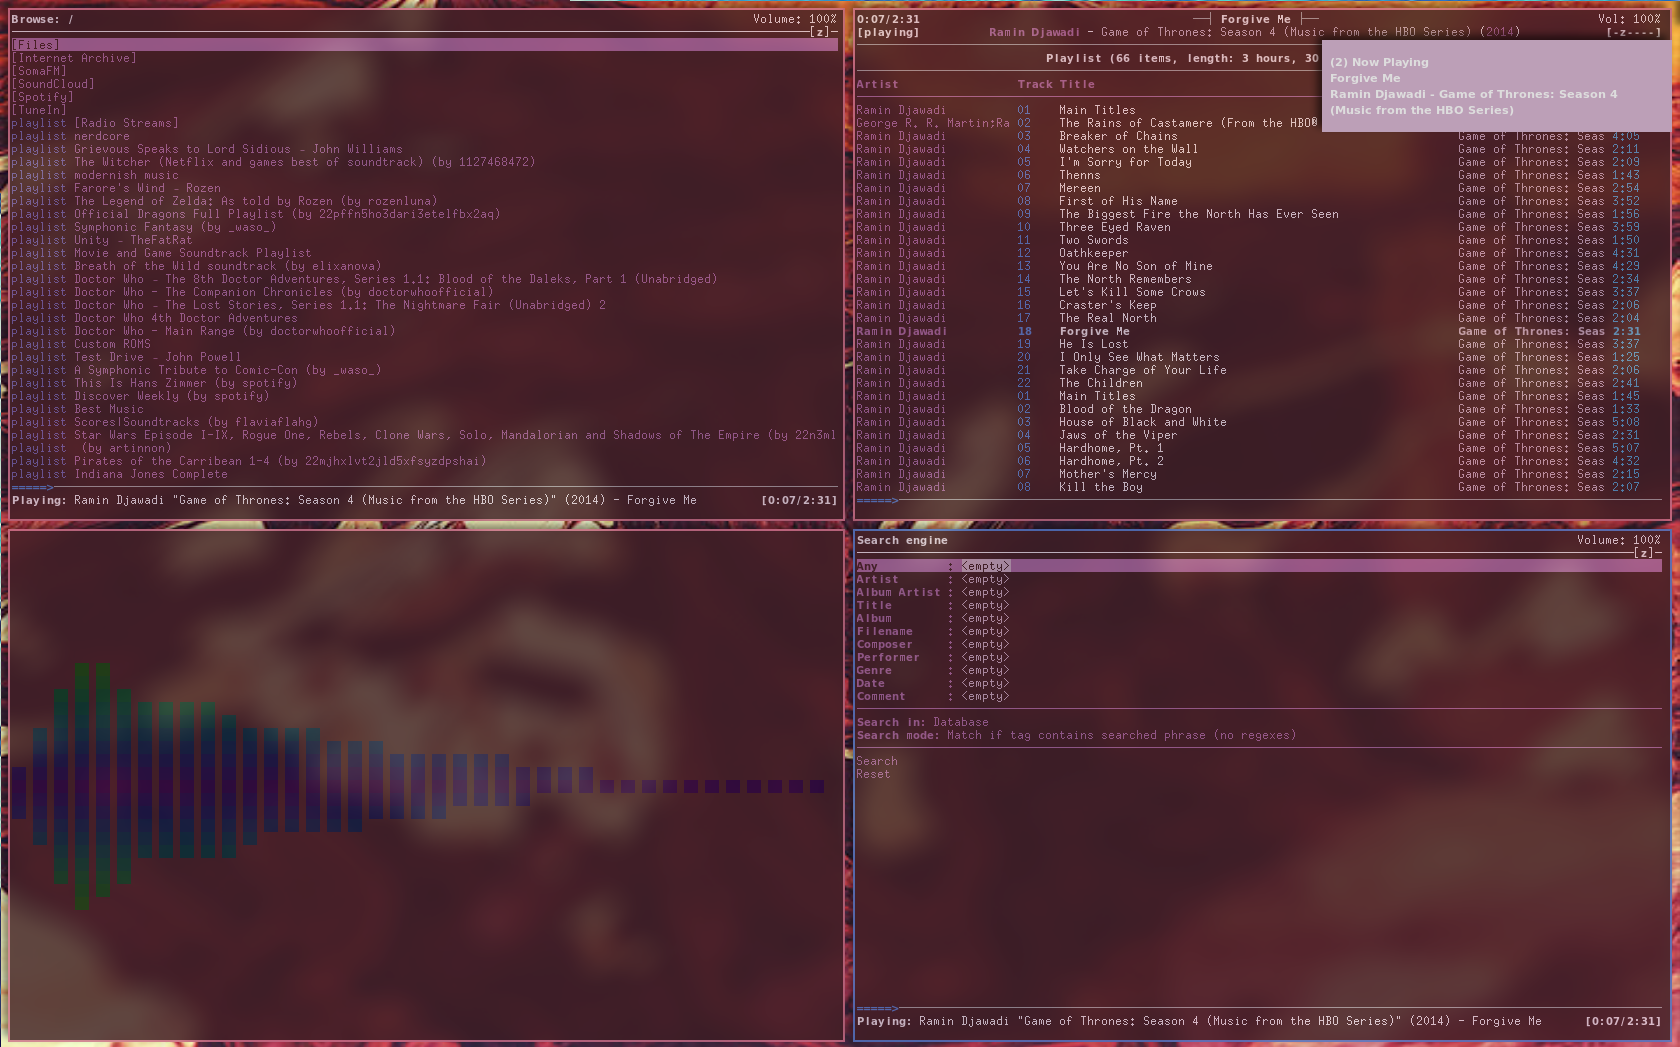 Browse: / Volume: 100%
[z]
[Files]
[Internet Archive]
[SomaFM]
[SoundCloud]
[Spotify]
[TuneIn]
playlist [Radio Streams]
playlist nerdcore
playlist Grievous Speaks to Lord Sidious - John Williams
playlist The Witcher (Netflix and games best of soundtrack) (by 1127468472)
playlist modernish music
playlist Farore's Wind - Rozen
playlist The Legend of Zelda: As told by Rozen (by rozenluna)
playlist Official Dragons Full Playlist (by 22pffn5ho3dari3etelfbx2aq)
playlist Symphonic Fantasy (by _waso_)
playlist Unity - TheFatRat
playlist Movie and Game Soundtrack Playlist
playlist Breath of the Wild soundtrack (by elixanova)
playlist Doctor Who - The 8th Doctor Adventures, Series 1.1: Blood of the Daleks, Part 1 (Unabridged)
playlist Doctor Who - The Companion Chronicles (by doctorwhoofficial)
playlist Doctor Who - The Lost Stories, Series 1.1: The Nightmare Fair (Unabridged) 2
playlist Doctor Who 4th Doctor Adventures
playlist Doctor Who - Main Range (by doctorwhoofficial)
playlist Custom ROMS
playlist Test Drive - John Powell
playlist A Symphonic Tribute to Comic-Con (by _waso_)
playlist This Is Hans Zimmer (by spotify)
playlist Discover Weekly (by spotify)
playlist Best Music
playlist Scores|Soundtracks (by flaviaflahg)
playlist Star Wars Episode I-IX, Rogue One, Rebels, Clone Wars, Solo, Mandalorian and Shadows of The Empire (by 22n3ml
playlist (by artinnon)
playlist Pirates of the Carribean 1-4 (by 22mjhxlvt2jld5xfsyzdpshai)
playlist Indiana Jones Complete
=====>
Playing: Ramin Djawadi "Game of Thrones: Season 4 (Music from the HBO Series)" (2014) - Forgive Me [0:07/2:31]
0:07/2:31 Forgive Me Vol: 100%
[playing] Ramin Djawadi - Game of Thrones: Season 4 (Music from the HBO Series) (2014) [-z----]
Playlist (66 items, length: 3 hours, 30
(2) Now Playing
Forgive Me
Ramin Djawadi - Game of Thrones: Season 4
(Music from the HBO Series)
Artist Track Title
Ramin Djawadi 01 Main Titles
George R. R. Martin;Ra 02 The Rains of Castamere (From the HBO®
Ramin Djawadi 03 Breaker of Chains Game of Thrones: Seas 4:05
Ramin Djawadi 04 Watchers on the Wall Game of Thrones: Seas 2:11
Ramin Djawadi 05 I'm Sorry for Today Game of Thrones: Seas 2:09
Ramin Djawadi 06 Thenns Game of Thrones: Seas 1:43
Ramin Djawadi 07 Mereen Game of Thrones: Seas 2:54
Ramin Djawadi 08 First of His Name Game of Thrones: Seas 3:52
Ramin Djawadi 09 The Biggest Fire the North Has Ever Seen Game of Thrones: Seas 1:56
Ramin Djawadi 10 Three Eyed Raven Game of Thrones: Seas 3:59
Ramin Djawadi 11 Two Swords Game of Thrones: Seas 1:50
Ramin Djawadi 12 Oathkeeper Game of Thrones: Seas 4:31
Ramin Djawadi 13 You Are No Son of Mine Game of Thrones: Seas 4:29
Ramin Djawadi 14 The North Remembers Game of Thrones: Seas 2:34
Ramin Djawadi 15 Let's Kill Some Crows Game of Thrones: Seas 3:37
Ramin Djawadi 16 Craster's Keep Game of Thrones: Seas 2:06
Ramin Djawadi 17 The Real North Game of Thrones: Seas 2:04
Ramin Djawadi 18 Forgive Me Game of Thrones: Seas 2:31
Ramin Djawadi 19 He Is Lost Game of Thrones: Seas 3:37
Ramin Djawadi 20 I Only See What Matters Game of Thrones: Seas 1:25
Ramin Djawadi 21 Take Charge of Your Life Game of Thrones: Seas 2:06
Ramin Djawadi 22 The Children Game of Thrones: Seas 2:41
Ramin Djawadi 01 Main Titles Game of Thrones: Seas 1:45
Ramin Djawadi 02 Blood of the Dragon Game of Thrones: Seas 1:33
Ramin Djawadi 03 House of Black and White Game of Thrones: Seas 5:08
Ramin Djawadi 04 Jaws of the Viper Game of Thrones: Seas 2:31
Ramin Djawadi 05 Hardhome, Pt. 1 Game of Thrones: Seas 5:07
Ramin Djawadi 06 Hardhome, Pt. 2 Game of Thrones: Seas 4:32
Ramin Djawadi 07 Mother's Mercy Game of Thrones: Seas 2:15
Ramin Djawadi 08 Kill the Boy Game of Thrones: Seas 2:07
=====>
Search engine Volume: 100%
[z]
Any : <empty>
Artist : <empty>
Album Artist : <empty>
Title : <empty>
Album : <empty>
Filename : <empty>
Composer : <empty>
Performer : <empty>
Genre : <empty>
Date : <empty>
Comment : <empty>
Search in: Database
Search mode: Match if tag contains searched phrase (no regexes)
Search
Reset
=====>
Playing: Ramin Djawadi "Game of Thrones: Season 4 (Music from the HBO Series)" (2014) - Forgive Me [0:07/2:31]